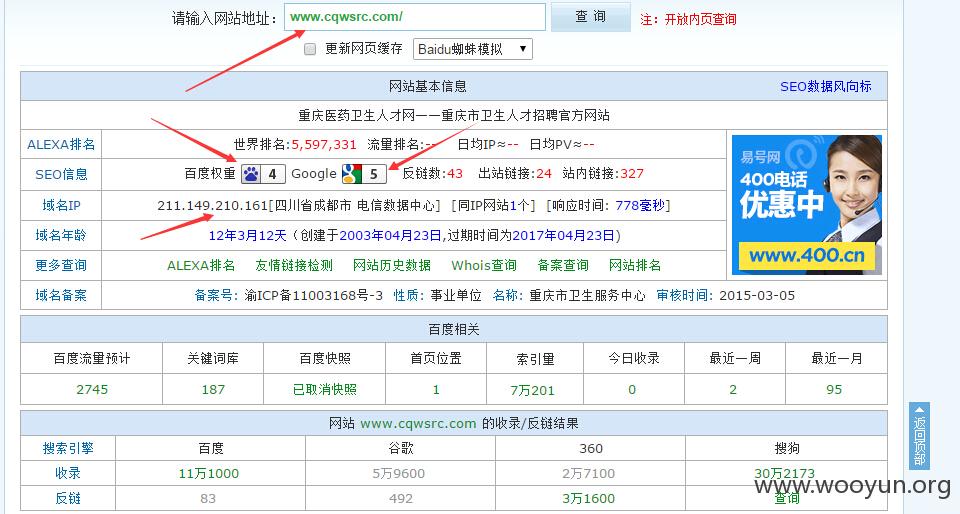 请输入网站地址： www.cqwsrc.com/ 查 询 注：开放内页查询
更新网页缓存 Baidu蜘蛛模拟 ▼
网站基本信息 SEO数据风向标
重庆医药卫生人才网一一重庆市卫生人才招聘官方网站
ALEXA排名 世界排名:5,597,331 流量排名:-- 日均IP≈-- 日均PV≈--
SEO信息 百度权重 4 Google 5 反链数:43 出站链接:24 站内链接:327
域名IP 211.149.210.161[四川省成都市 电信数据中心] [同IP网站1个] [响应时间: 778毫秒]
域名年龄 12年3月12天 (创建于2003年04月23日,过期时间为2017年04月23日)
更多查询 ALEXA排名 友情链接检测 网站历史数据 Whois查询 备案查询 网站排名
域名备案 备案号: 渝ICP备11003168号-3 性质: 事业单位 名称: 重庆市卫生服务中心 审核时间: 2015-03-05
易号网
400电话
优惠中
www.400.cn
百度相关
百度流量预计 关键词库 百度快照 首页位置 索引量 今日收录 最近一周 最近一月
2745 187 已取消快照 1 7万201 0 2 95
网站 www.cqwsrc.com 的收录/反链结果
搜索引擎 百度 谷歌 360 搜狗
收录 11万1000 5万9600 2万7100 30万2173
反链 83 492 3万1600 查询
返回顶部
www.wooyun.org